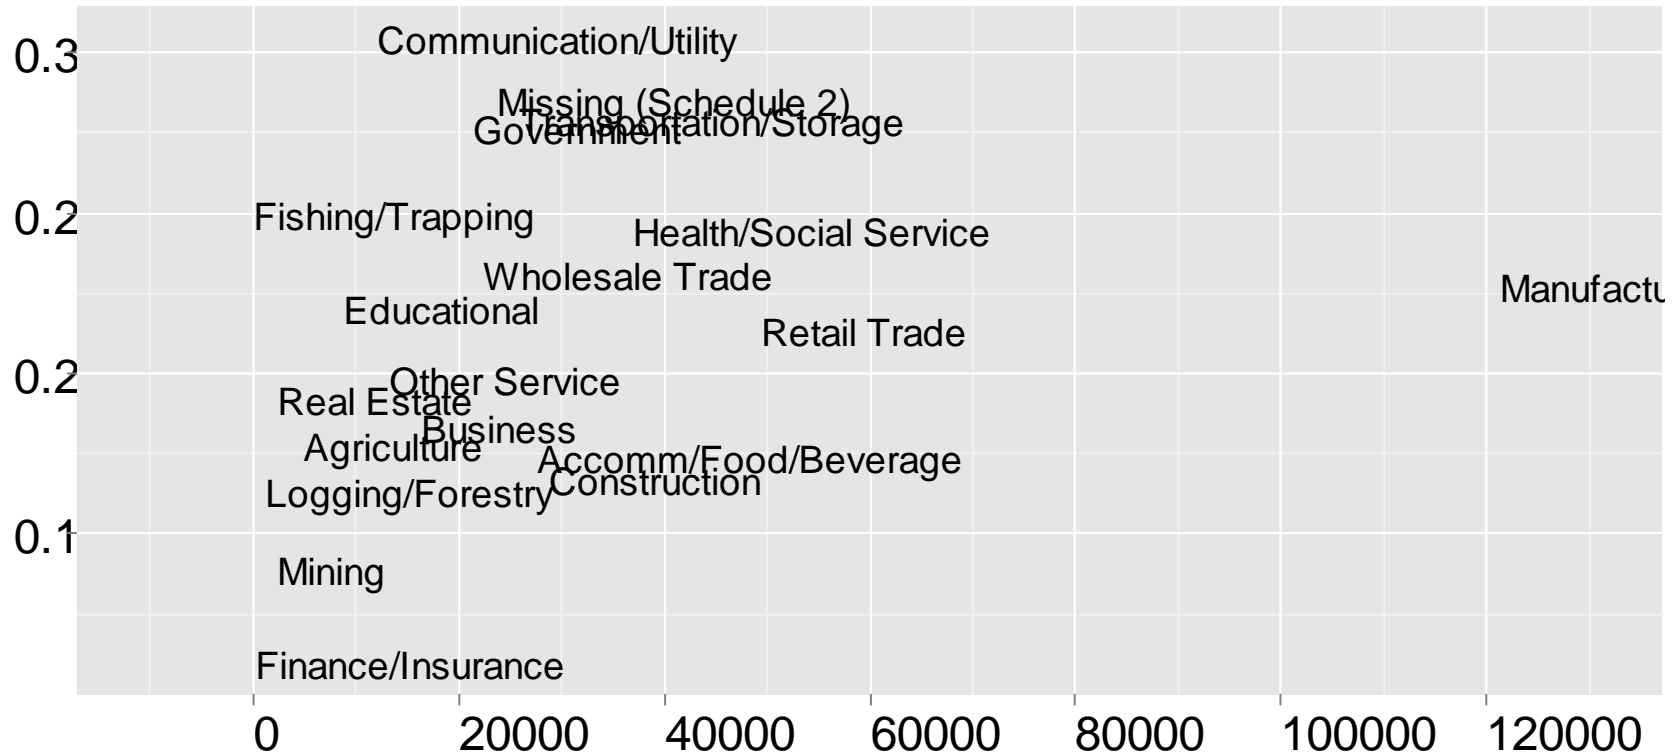 0.3
Communication/Utility
Missing (Schedule 2)
Transportation/Storage
Government
0.2
Fishing/Trapping
Health/Social Service
Wholesale Trade
Manufactu
Educational
Retail Trade
0.2
Other Service
Real Estate
Business
Agriculture
Accomm/Food/Beverage
Construction
Logging/Forestry
0.1
Mining
Finance/Insurance
0 20000 40000 60000 80000 100000 120000